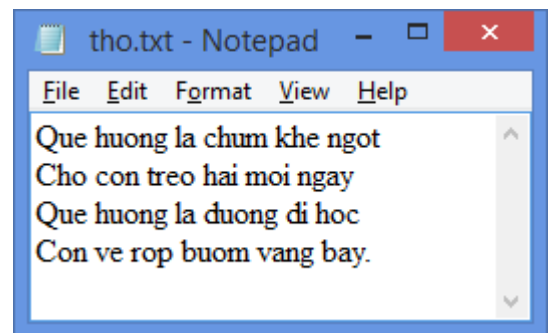 tho.txt - Notepad
File Edit Format View Help
Que huong la chum khe ngot
Cho con treo hai moi ngay
Que huong la duong di hoc
Con ve rop buom vang bay.